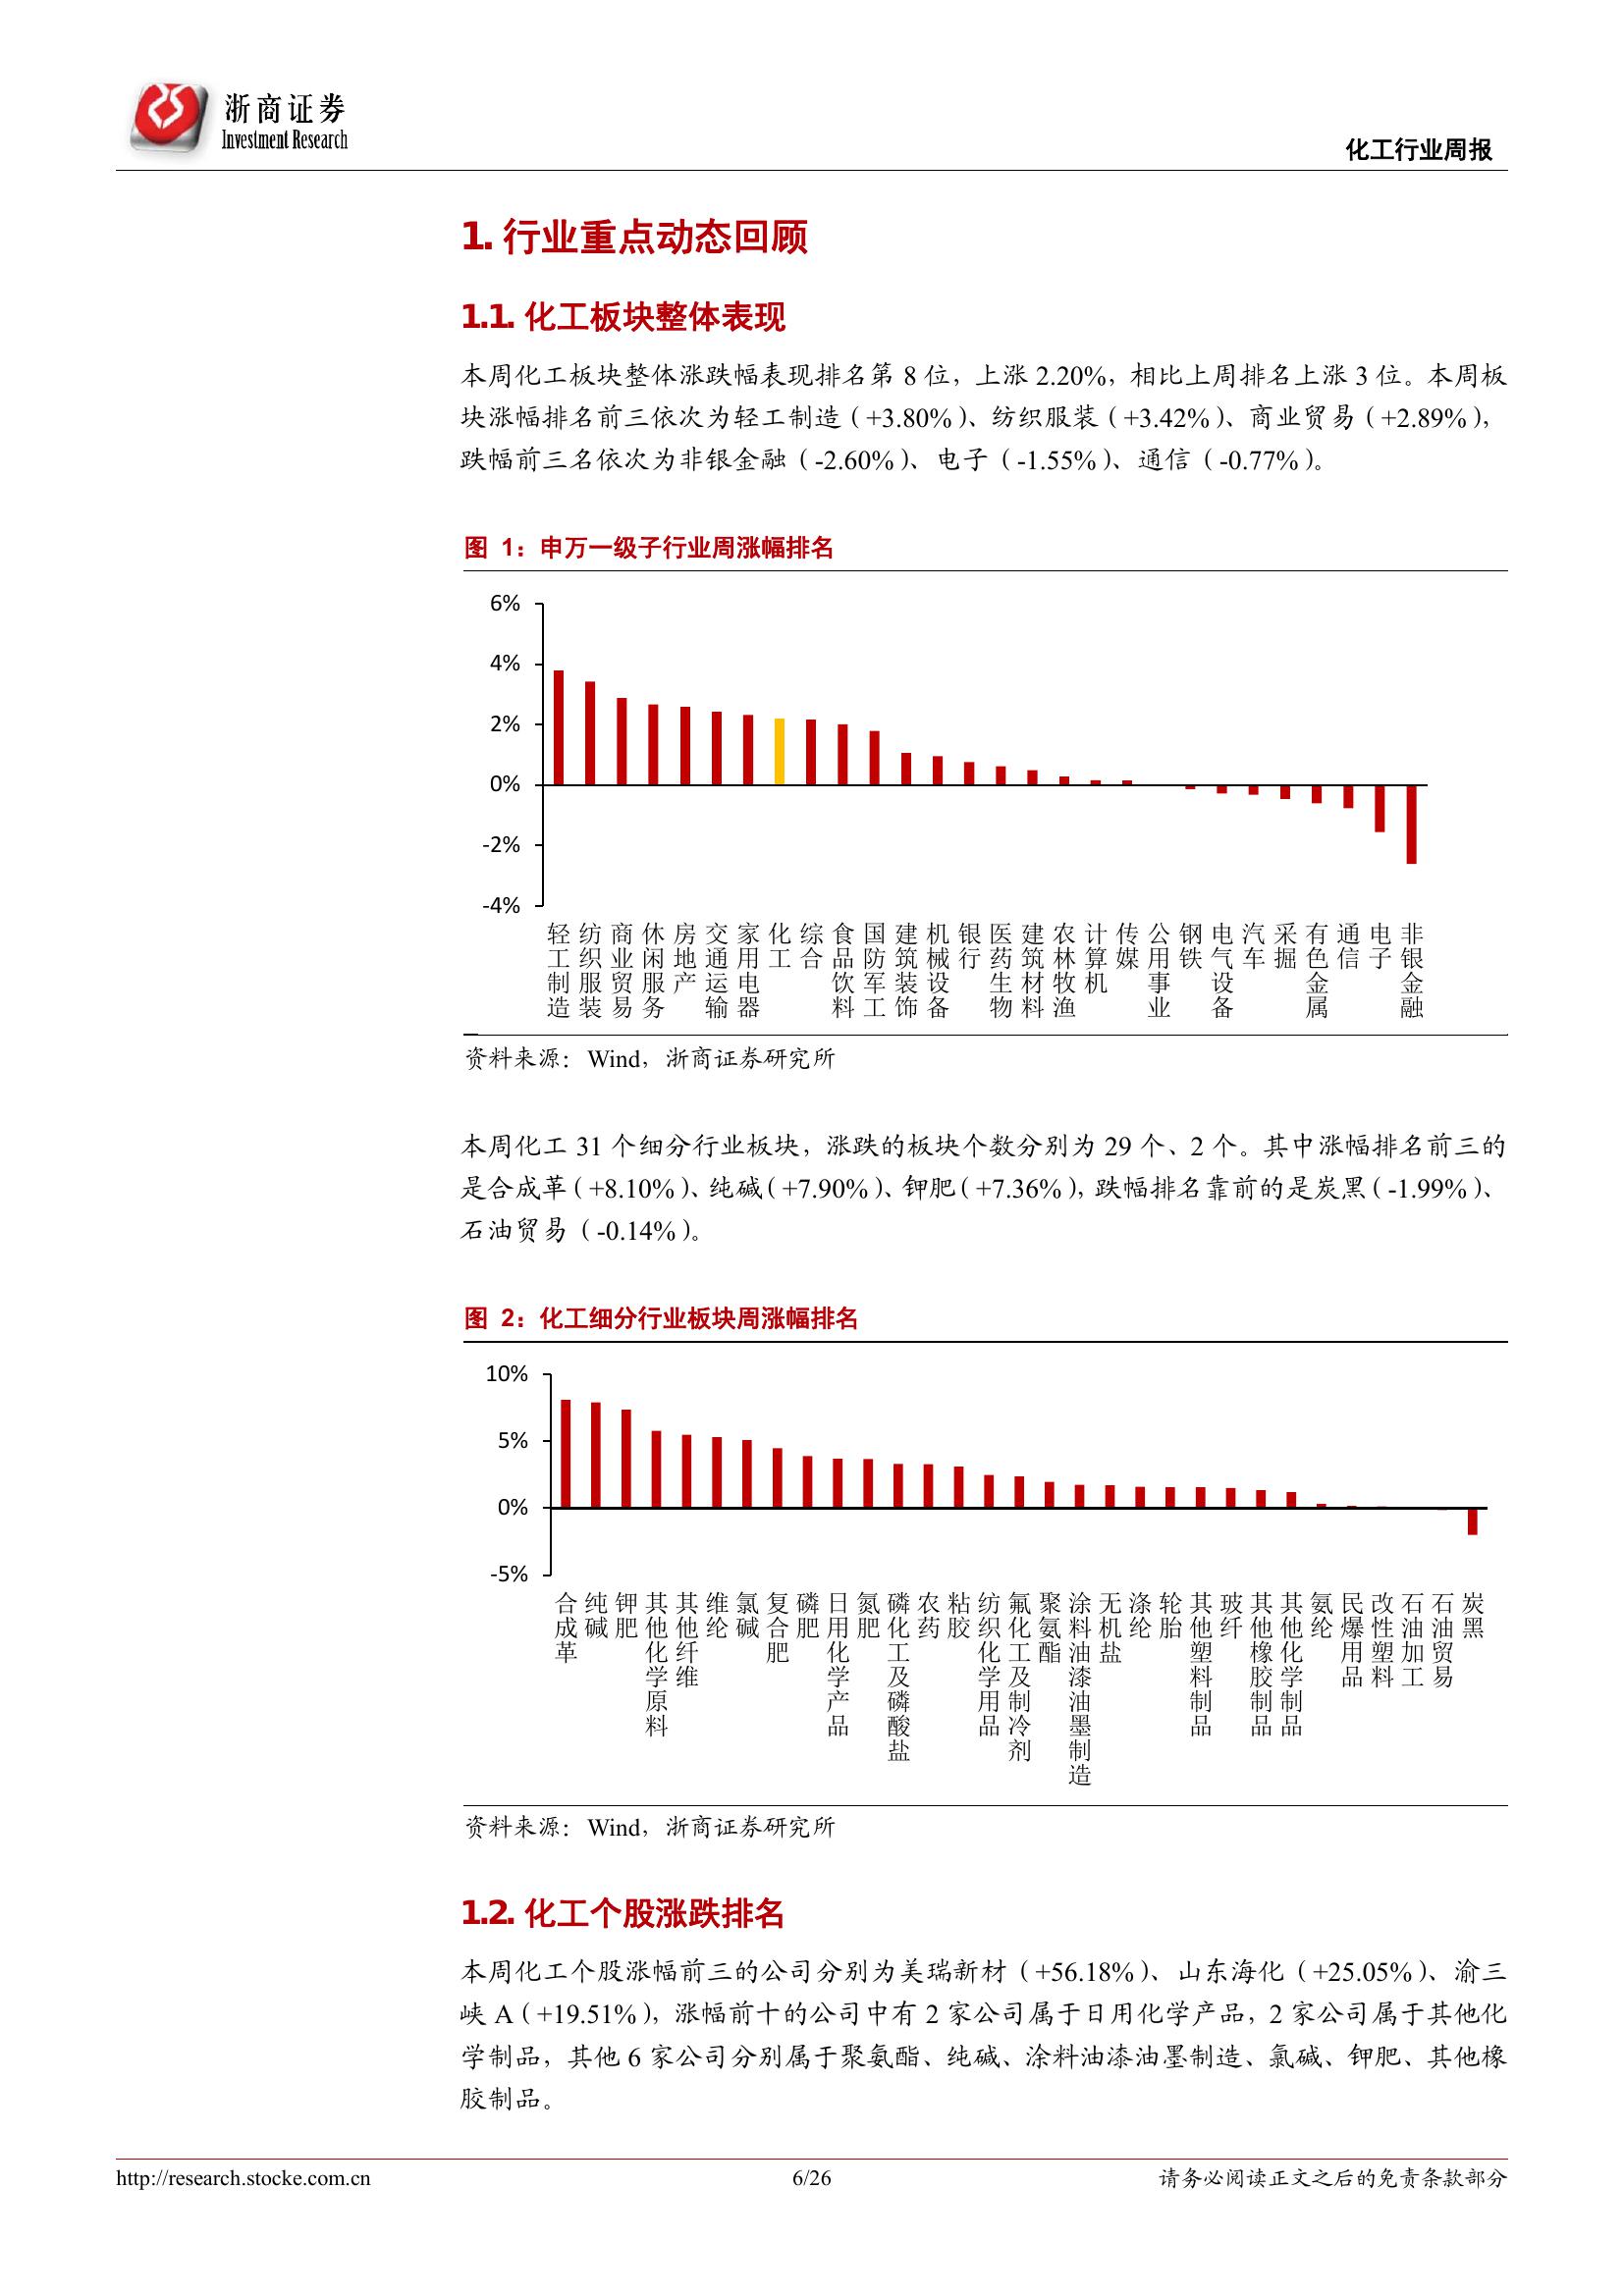 浙商证券
Investment Research
化工行业周报
1. 行业重点动态回顾
1.1. 化工板块整体表现
本周化工板块整体涨跌幅表现排名第 8 位，上涨 2.20%，相比上周排名上涨 3 位。本周板
块涨幅排名前三依次为轻工制造（+3.80%）、纺织服装（+3.42%）、商业贸易（+2.89%），
跌幅前三名依次为非银金融（-2.60%）、电子（-1.55%）、通信（-0.77%）。
图 1：申万一级子行业周涨幅排名
6%
4%
2%
0%
-2%
-4%
轻工制造
纺织服装
商业贸易
休闲服务
房地产
交通运输
家用电器
化工
综合
食品饮料
国防军工
建筑装饰
机械设备
银行
医药生物
建筑材料
农林牧渔
计算机
传媒
公用事业
钢铁
电气设备
汽车
采掘
有色金属
通信
电子
非银金融
资料来源：Wind，浙商证券研究所
本周化工 31 个细分行业板块，涨跌的板块个数分别为 29 个、2 个。其中涨幅排名前三的
是合成革（+8.10%）、纯碱（+7.90%）、钾肥（+7.36%），跌幅排名靠前的是炭黑（-1.99%）、
石油贸易（-0.14%）。
图 2：化工细分行业板块周涨幅排名
10%
5%
0%
-5%
合成革
纯碱
钾肥
其他化学原料
其他纤维
维纶
氯碱
复合肥
磷肥
日用化学产品
氮肥
磷化工及磷酸盐
农药
粘胶
纺织化学用品
氟化工及制冷剂
聚氨酯
涂料油漆油墨制造
无机盐
涤纶
轮胎
其他塑料制品
玻纤
其他橡胶制品
其他化学制品
氨纶
民爆用品
改性塑料
石油加工
石油贸易
炭黑
资料来源：Wind，浙商证券研究所
1.2. 化工个股涨跌排名
本周化工个股涨幅前三的公司分别为美瑞新材（+56.18%）、山东海化（+25.05%）、渝三
峡 A（+19.51%），涨幅前十的公司中有 2 家公司属于日用化学产品，2 家公司属于其他化
学制品，其他 6 家公司分别属于聚氨酯、纯碱、涂料油漆油墨制造、氯碱、钾肥、其他橡
胶制品。
http://research.stocke.com.cn
6/26
请务必阅读正文之后的免责条款部分